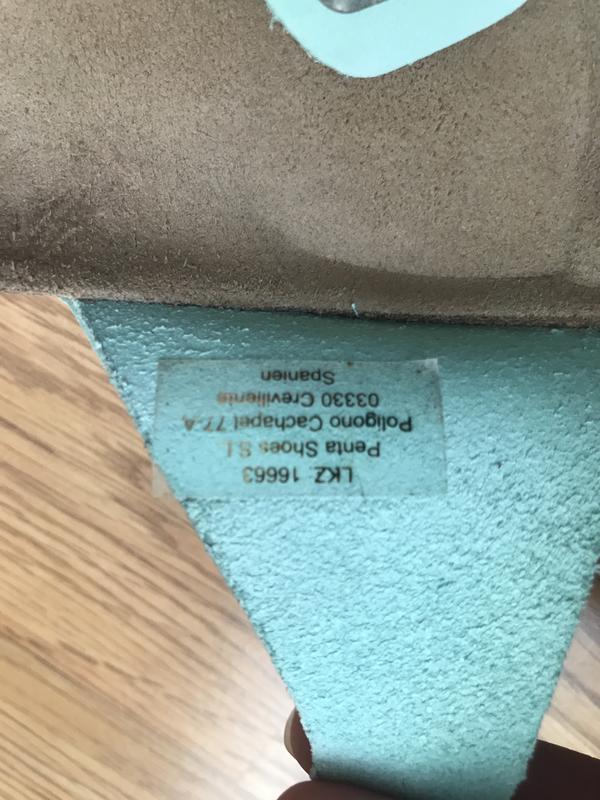 LKZ: 16663
Penta Shoes S.L
Poligono Cachapel 77-A
03330 Crevillente
Spanien